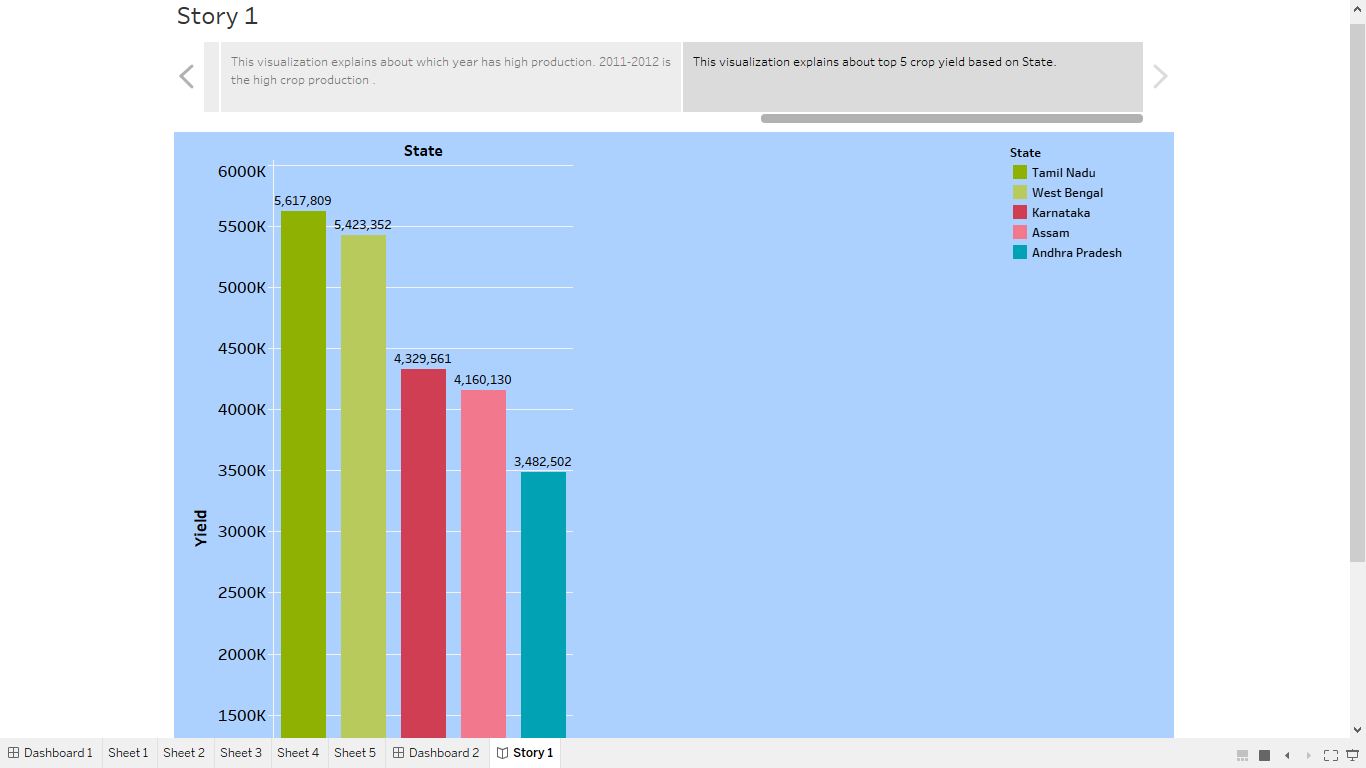 Story 1
This visualization explains about which year has high production. 2011-2012 is
the high crop production .
This visualization explains about top 5 crop yield based on State.
State
6000K
5500K
5000K
4500K
4000K
3500K
3000K
2500K
2000K
1500K
Yield
5,617,809
5,423,352
4,329,561
4,160,130
3,482,502
State
Tamil Nadu
West Bengal
Karnataka
Assam
Andhra Pradesh
Dashboard 1 Sheet 1 Sheet 2 Sheet 3 Sheet 4 Sheet 5 Dashboard 2 Story 1